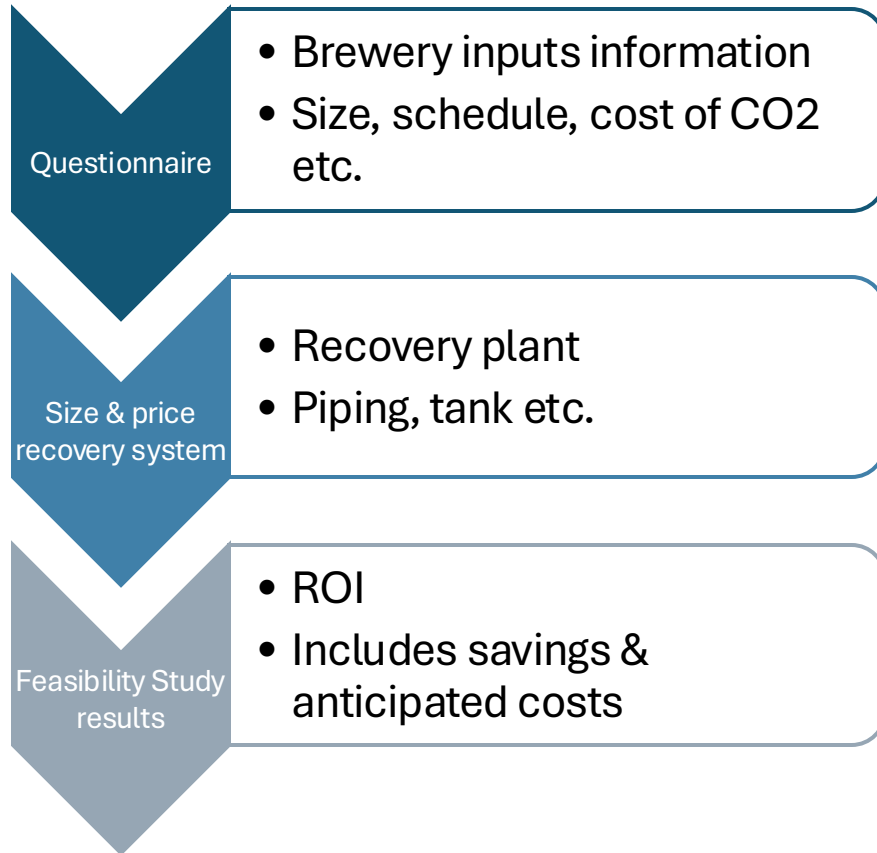 Questionnaire
• Brewery inputs information
• Size, schedule, cost of CO2
etc.
Size & price
recovery system
• Recovery plant
• Piping, tank etc.
Feasibility Study
results
• ROI
• Includes savings &
anticipated costs